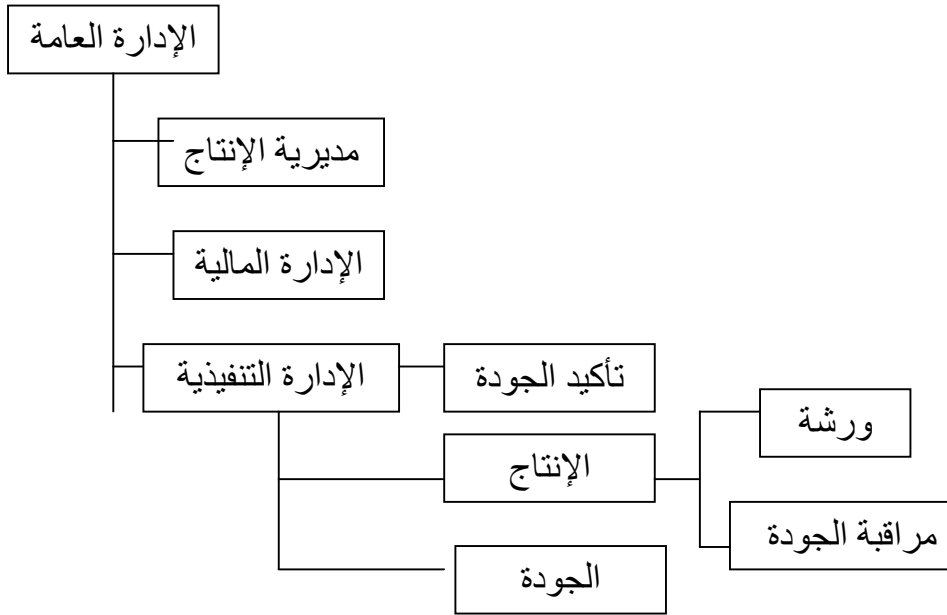 الإدارة العامة
مديرية الإنتاج
الإدارة المالية
الإدارة التنفيذية
تأكيد الجودة
ورشة
الإنتاج
مراقبة الجودة
الجودة